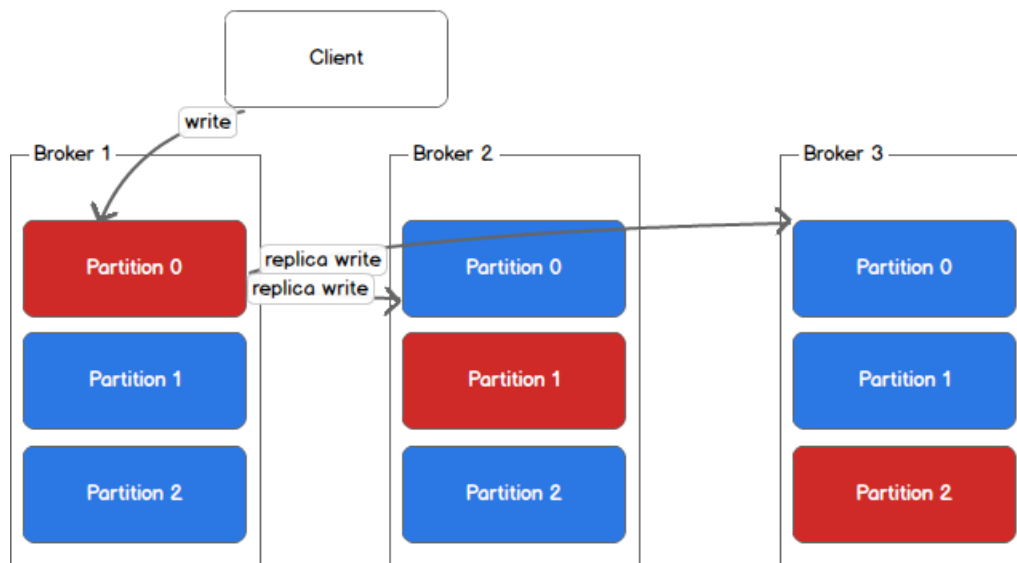 Client
write
Broker 1
Broker 2
Broker 3
Partition 0
replica write
replica write
Partition 0
Partition 0
Partition 1
Partition 1
Partition 1
Partition 2
Partition 2
Partition 2